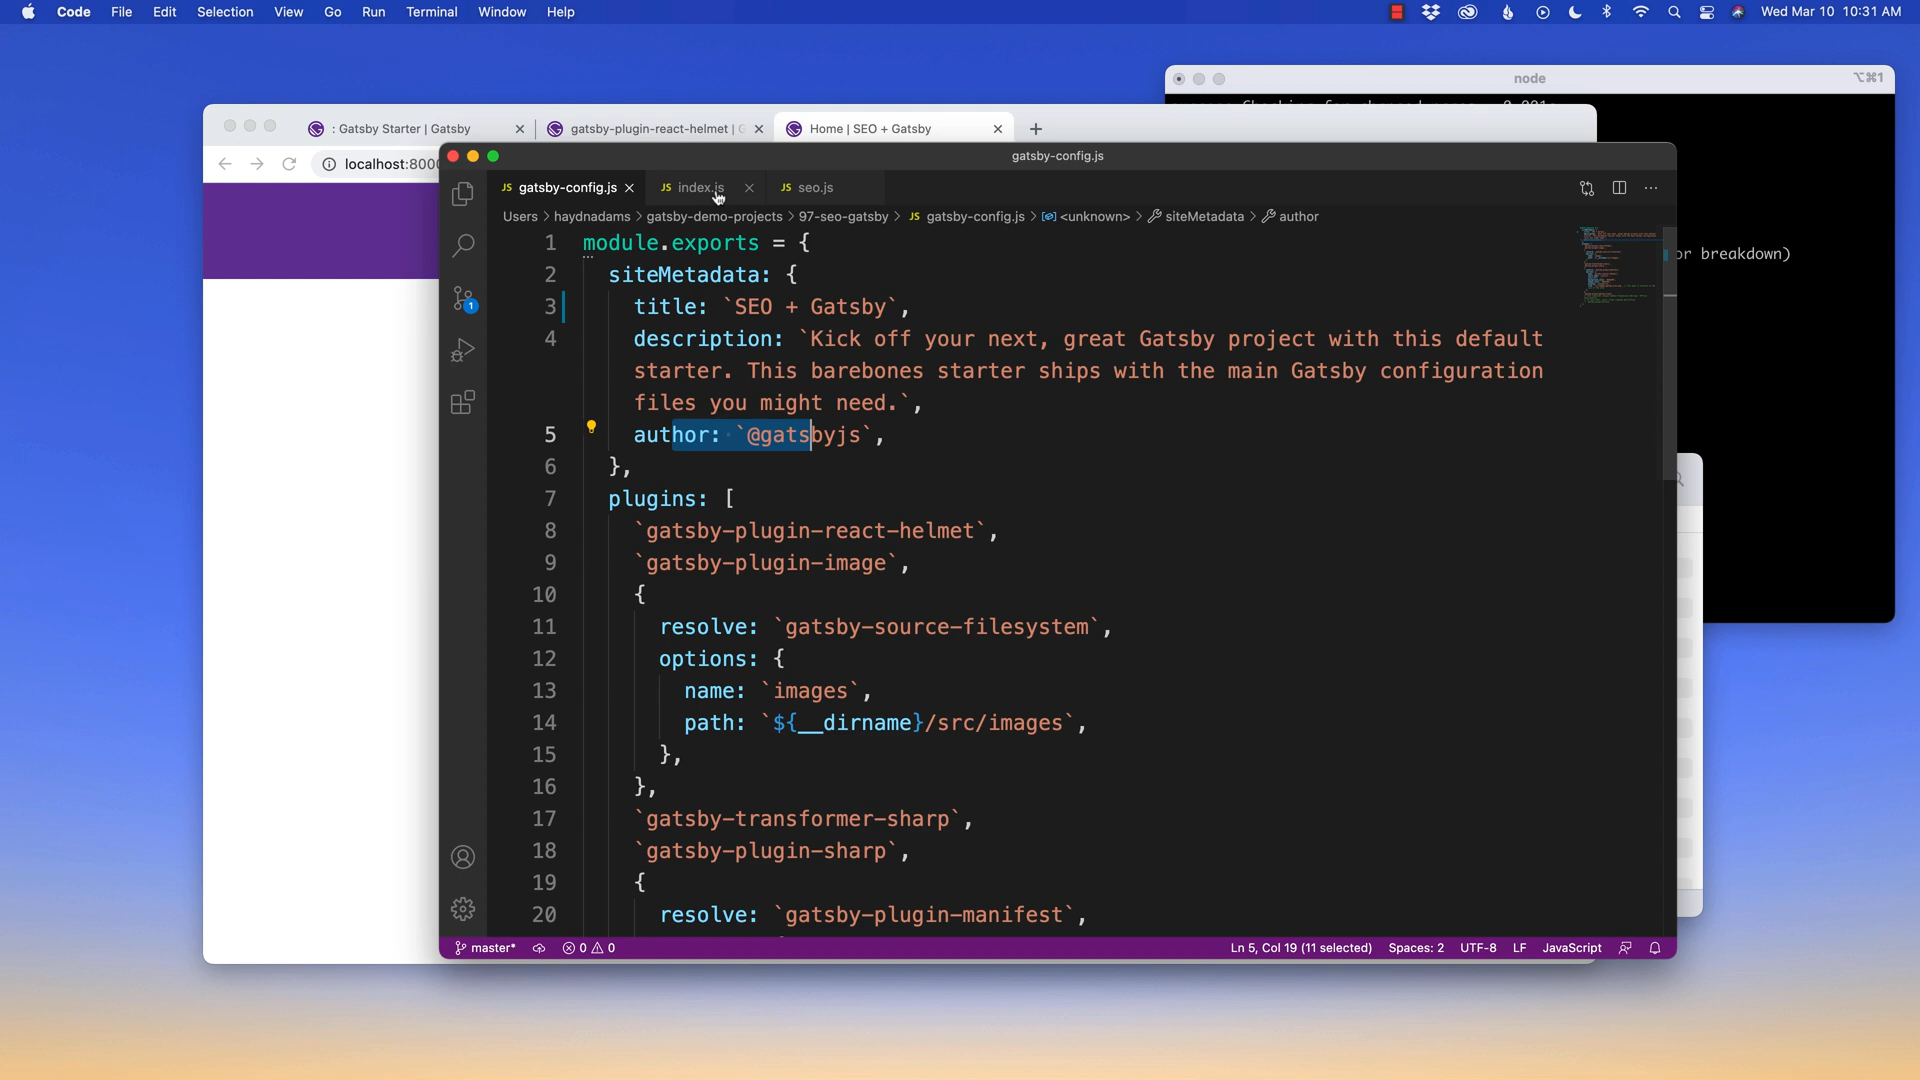 Code File Edit Selection View Go Run Terminal Window Help Wed Mar 10 10:31 AM
node ⌥⌘1
: Gatsby Starter | Gatsby gatsby-plugin-react-helmet | Home | SEO + Gatsby
localhost:8000
gatsby-config.js
JS gatsby-config.js JS index.js JS seo.js
Users > haydnadams > gatsby-demo-projects > 97-seo-gatsby > JS gatsby-config.js > <unknown> > siteMetadata > author
1 module.exports = {
2 siteMetadata: {
3 title: `SEO + Gatsby`,
4 description: `Kick off your next, great Gatsby project with this default
starter. This barebones starter ships with the main Gatsby configuration
files you might need.`,
5 author: `@gatsbyjs`,
6 },
7 plugins: [
8 `gatsby-plugin-react-helmet`,
9 `gatsby-plugin-image`,
10 {
11 resolve: `gatsby-source-filesystem`,
12 options: {
13 name: `images`,
14 path: `${__dirname}/src/images`,
15 },
16 },
17 `gatsby-transformer-sharp`,
18 `gatsby-plugin-sharp`,
19 {
20 resolve: `gatsby-plugin-manifest`,
or breakdown)
1
master* 0 0 Ln 5, Col 19 (11 selected) Spaces: 2 UTF-8 LF JavaScript